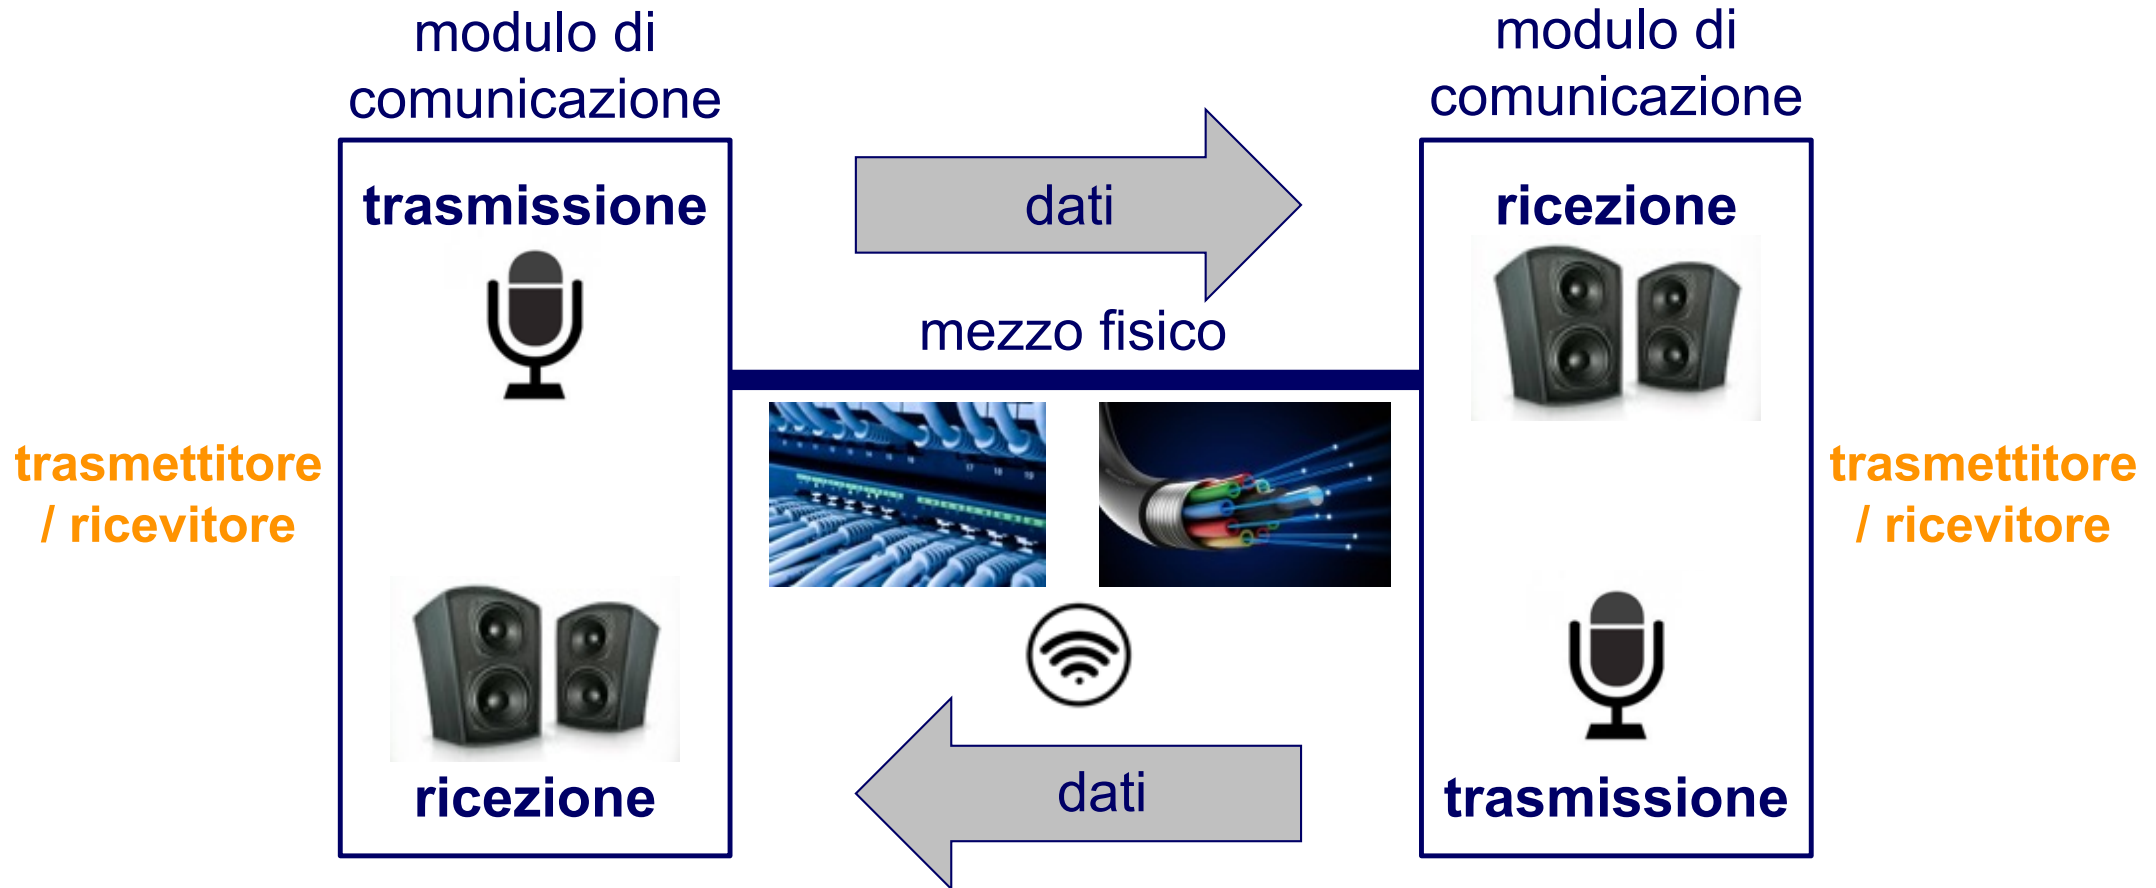 modulo di
comunicazione
modulo di
comunicazione
trasmissione
dati
ricezione
mezzo fisico
trasmettitore
/ ricevitore
trasmettitore
/ ricevitore
ricezione
dati
trasmissione